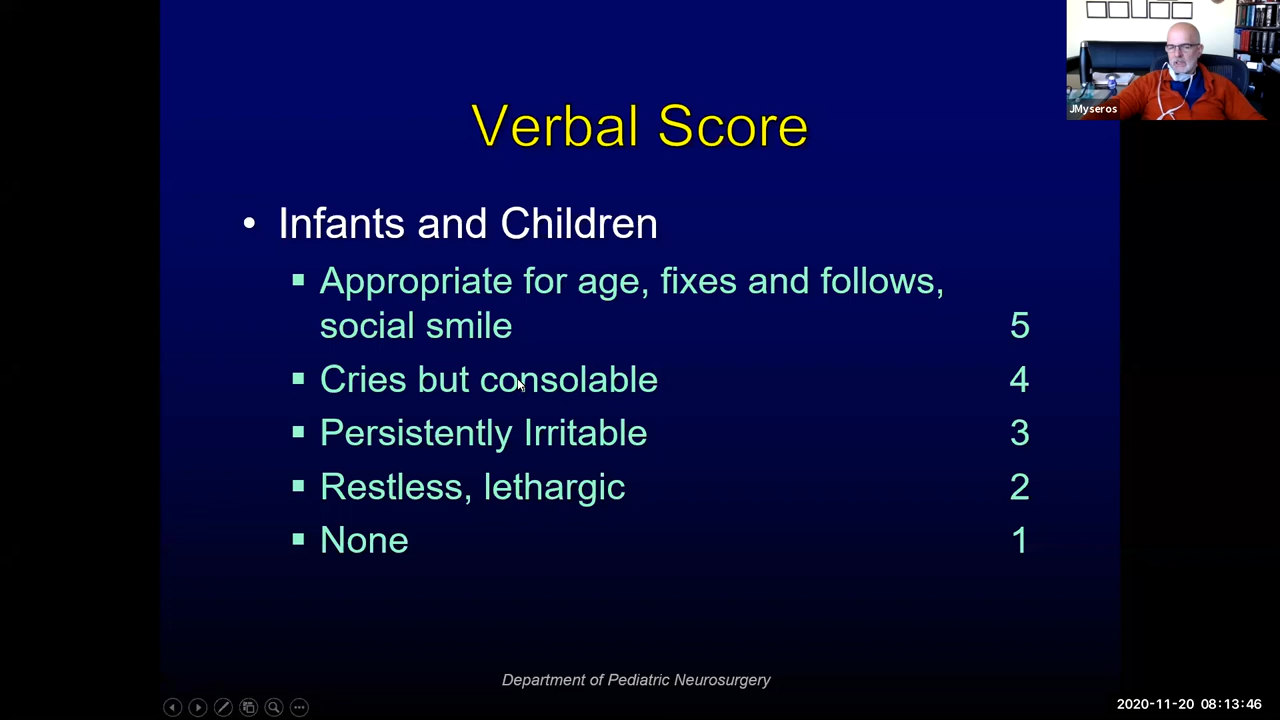 JMyseros
Verbal Score
• Infants and Children
▪ Appropriate for age, fixes and follows,
social smile 5
▪ Cries but consolable 4
▪ Persistently Irritable 3
▪ Restless, lethargic 2
▪ None 1
Department of Pediatric Neurosurgery
2020-11-20 08:13:46